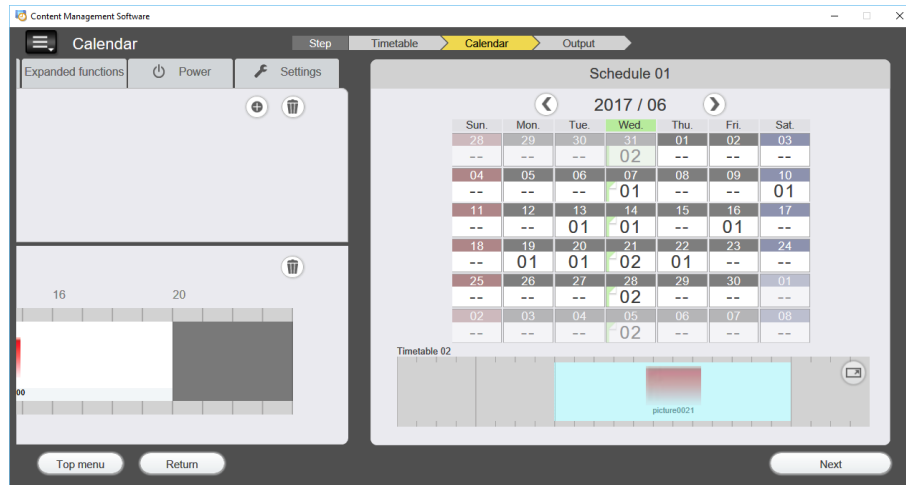 Content Management Software
Calendar
Step Timetable Calendar Output
Expanded functions Power Settings
16 20
00
Schedule 01
2017 / 06
Sun. Mon. Tue. Wed. Thu. Fri. Sat.
28 29 30 31 01 02 03
-- -- -- 02 -- -- --
04 05 06 07 08 09 10
-- -- -- 01 -- -- 01
11 12 13 14 15 16 17
-- -- 01 01 -- 01 --
18 19 20 21 22 23 24
-- 01 01 02 01 -- --
25 26 27 28 29 30 01
-- -- -- 02 -- -- --
02 03 04 05 06 07 08
-- -- -- 02 -- -- --
Timetable 02
picture0021
Top menu Return Next